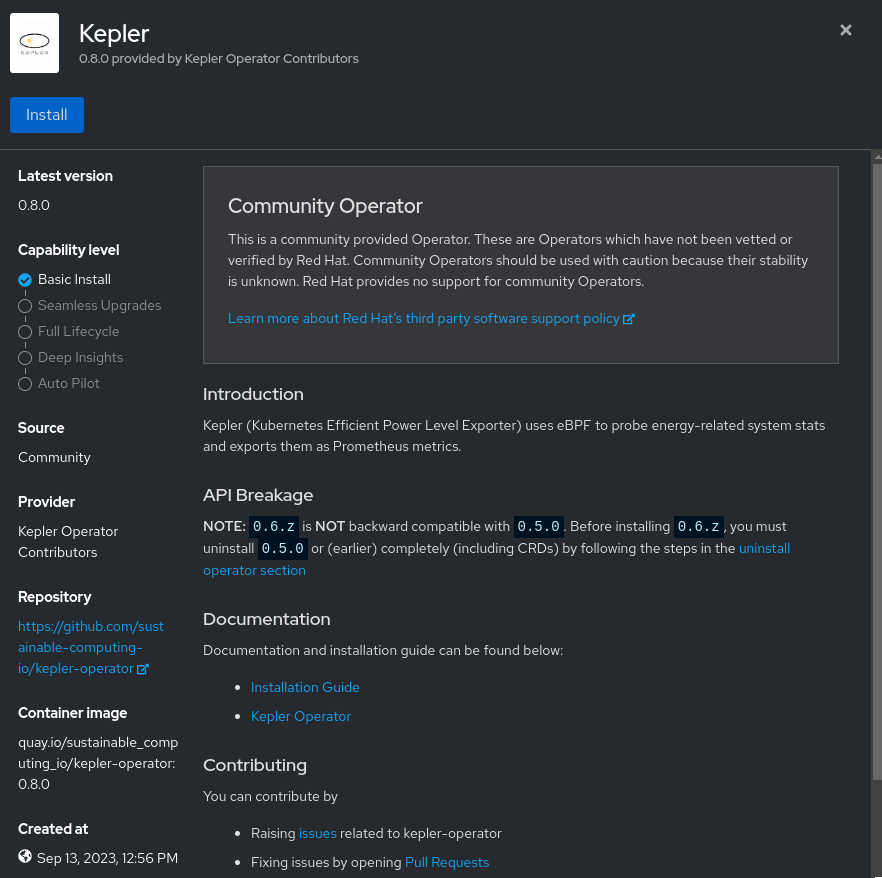 Kepler
0.8.0 provided by Kepler Operator Contributors
Install
Latest version
0.8.0
Capability level
Basic Install
Seamless Upgrades
Full Lifecycle
Deep Insights
Auto Pilot
Source
Community
Provider
Kepler Operator
Contributors
Repository
https://github.com/sust
ainable-computing-
io/kepler-operator
Container image
quay.io/sustainable_comp
uting_io/kepler-operator:
0.8.0
Created at
Sep 13, 2023, 12:56 PM
Community Operator
This is a community provided Operator. These are Operators which have not been vetted or
verified by Red Hat. Community Operators should be used with caution because their stability
is unknown. Red Hat provides no support for community Operators.
Learn more about Red Hat’s third party software support policy
Introduction
Kepler (Kubernetes Efficient Power Level Exporter) uses eBPF to probe energy-related system stats
and exports them as Prometheus metrics.
API Breakage
NOTE: 0.6.z is NOT backward compatible with 0.5.0. Before installing 0.6.z, you must
uninstall 0.5.0 or (earlier) completely (including CRDs) by following the steps in the uninstall
operator section
Documentation
Documentation and installation guide can be found below:
Installation Guide
Kepler Operator
Contributing
You can contribute by
Raising issues related to kepler-operator
Fixing issues by opening Pull Requests